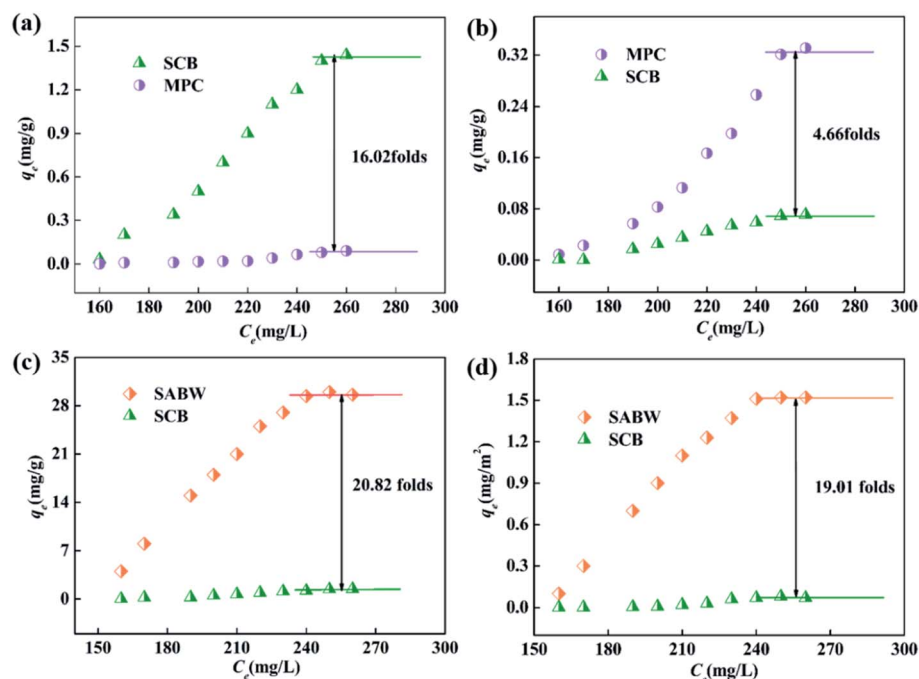 (a)
1.5
1.2
0.9
0.6
0.3
0.0
qe(mg/g)
SCB
MPC
16.02folds
160 180 200 220 240 260 280 300
Ce(mg/L)
(b)
0.32
0.24
0.16
0.08
0.00
qe(mg/g)
MPC
SCB
4.66folds
160 180 200 220 240 260 280 300
Ce(mg/L)
(c)
35
28
21
14
7
0
qe(mg/g)
SABW
SCB
20.82 folds
150 180 210 240 270 300
Ce(mg/L)
(d)
1.8
1.5
1.2
0.9
0.6
0.3
0.0
qe(mg/m²)
SABW
SCB
19.01 folds
160 180 200 220 240 260 280 300
C (mg/L)